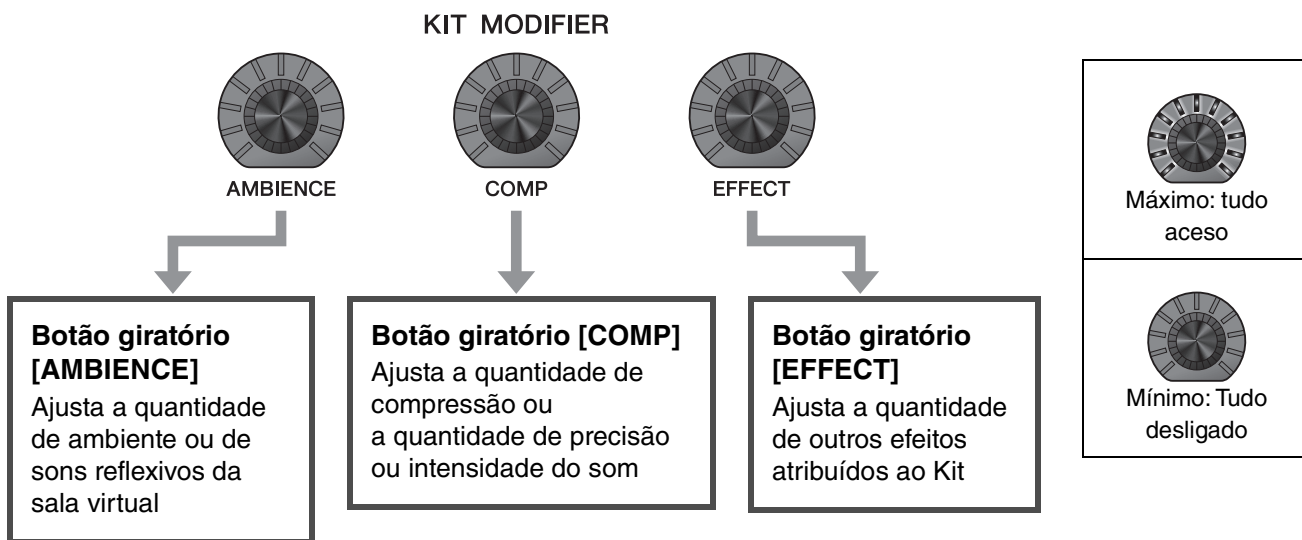 KIT MODIFIER
AMBIENCE
COMP
EFFECT
Botão giratório
[AMBIENCE]
Ajusta a quantidade
de ambiente ou de
sons reflexivos da
sala virtual
Botão giratório [COMP]
Ajusta a quantidade de
compressão ou
a quantidade de precisão
ou intensidade do som
Botão giratório
[EFFECT]
Ajusta a quantidade
de outros efeitos
atribuídos ao Kit
Máximo: tudo
aceso
Mínimo: Tudo
desligado